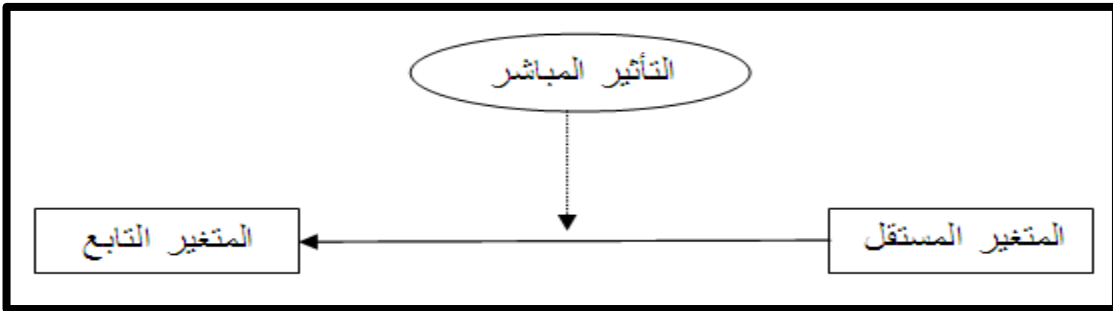 التأثير المباشر
المتغير المستقل
المتغير التابع